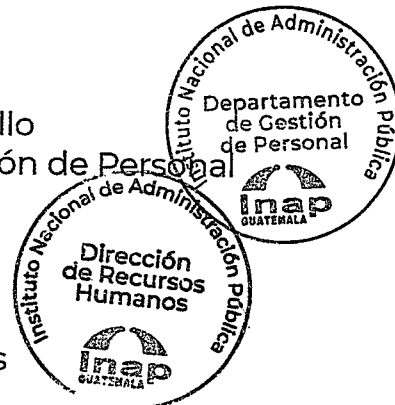 Instituto Nacional de Administración Pública
Departamento
de Gestión
de Personal
Inap
GUATEMALA
llo
ón de Personal
Instituto Nacional de Administración Pública
Dirección
de Recursos
Humanos
Inap
GUATEMALA
s